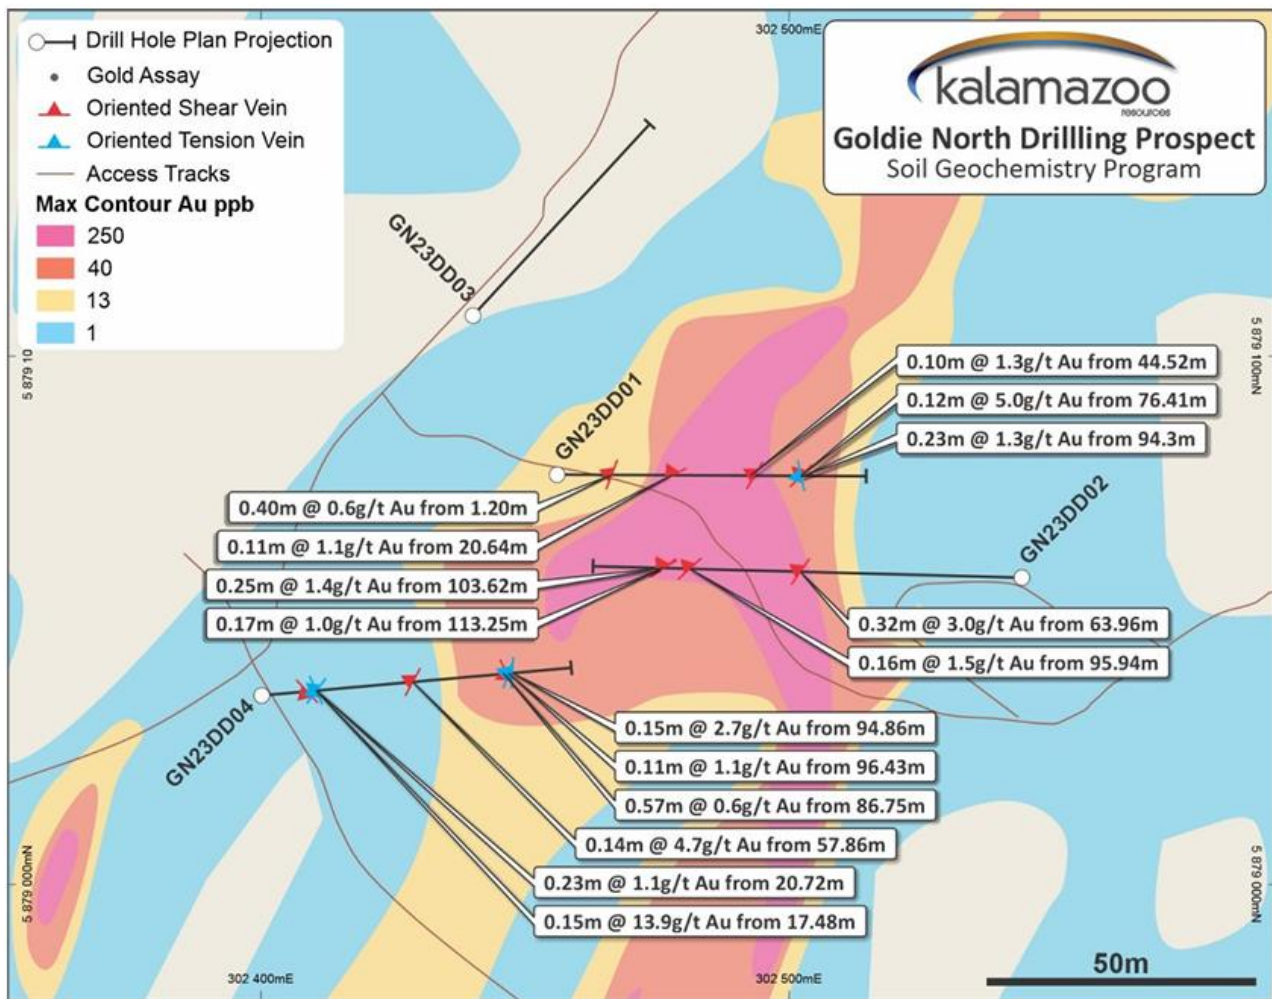 Drill Hole Plan Projection
Gold Assay
Oriented Shear Vein
Oriented Tension Vein
Access Tracks
Max Contour Au ppb
250
40
13
1
302 500mE
kalamazoo
resources
Goldie North Drillling Prospect
Soil Geochemistry Program
GN23DD03
5 879 10
5 879 100mN
GN23DD01
0.10m @ 1.3g/t Au from 44.52m
0.12m @ 5.0g/t Au from 76.41m
0.23m @ 1.3g/t Au from 94.3m
GN23DD02
0.40m @ 0.6g/t Au from 1.20m
0.11m @ 1.1g/t Au from 20.64m
0.25m @ 1.4g/t Au from 103.62m
0.17m @ 1.0g/t Au from 113.25m
0.32m @ 3.0g/t Au from 63.96m
0.16m @ 1.5g/t Au from 95.94m
GN23DD04
0.15m @ 2.7g/t Au from 94.86m
0.11m @ 1.1g/t Au from 96.43m
0.57m @ 0.6g/t Au from 86.75m
0.14m @ 4.7g/t Au from 57.86m
0.23m @ 1.1g/t Au from 20.72m
0.15m @ 13.9g/t Au from 17.48m
5 879 000mN
5 879 000mN
302 400mE
302 500mE
50m